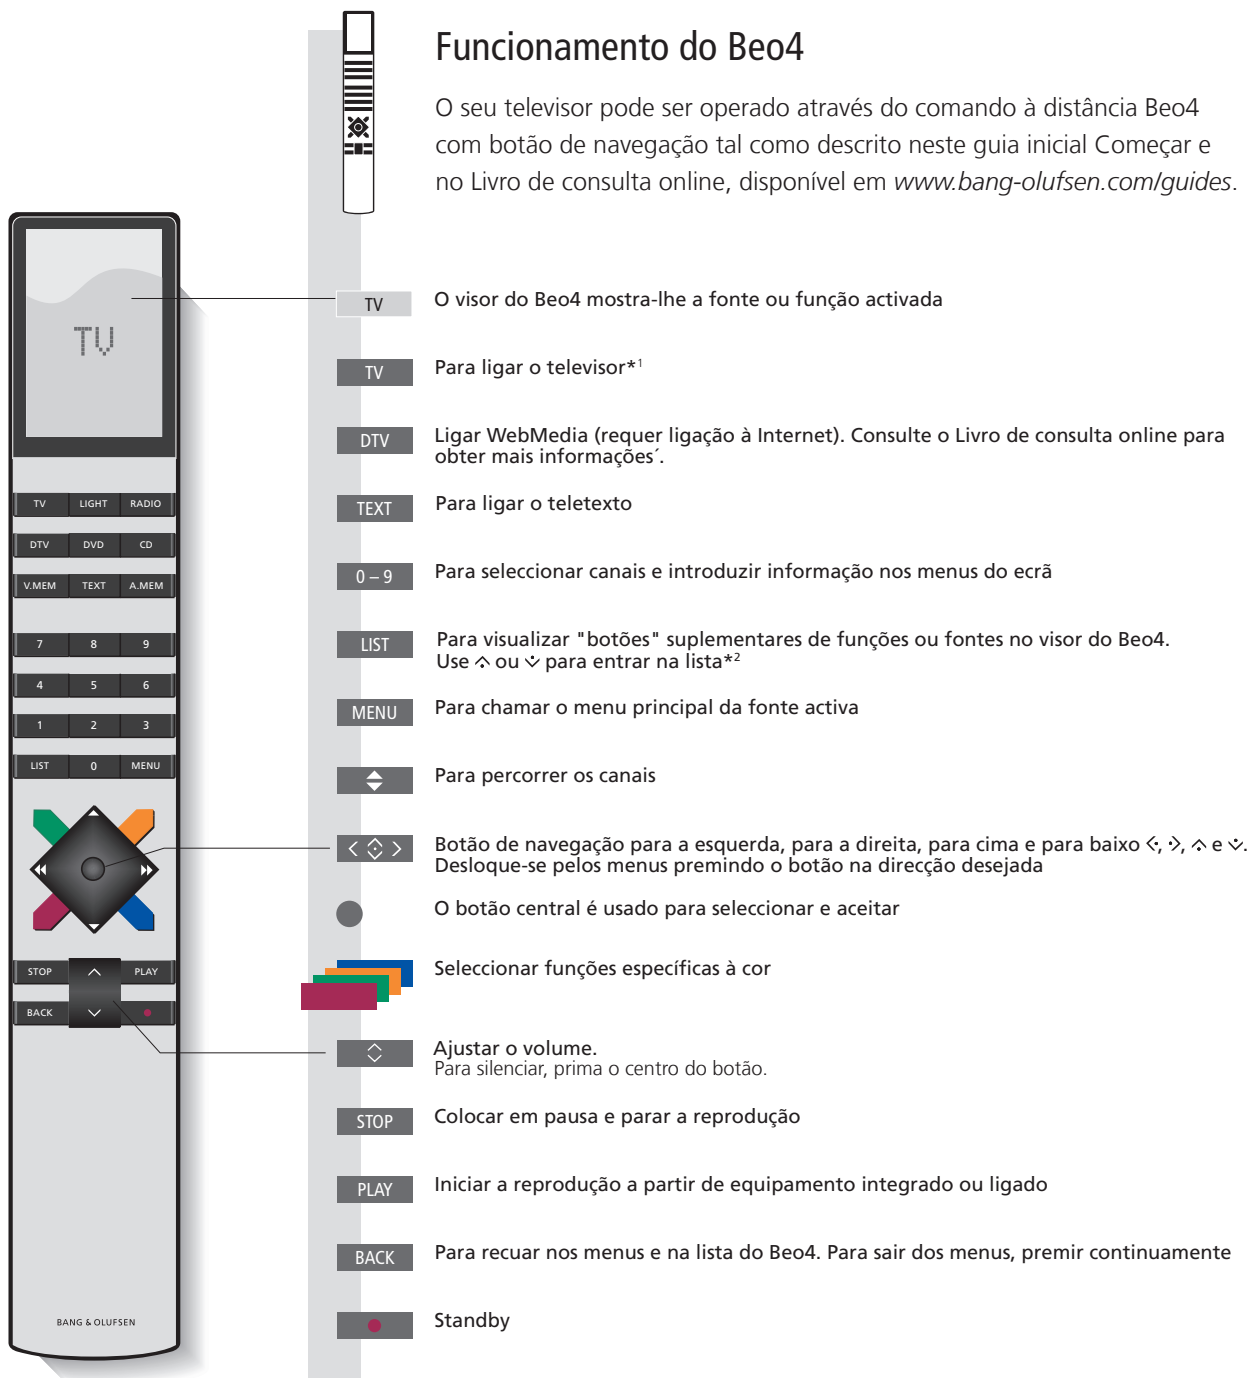 Funcionamento do Beo4
O seu televisor pode ser operado através do comando à distância Beo4
com botão de navegação tal como descrito neste guia inicial Começar e
no Livro de consulta online, disponível em www.bang-olufsen.com/guides.
TV
TV LIGHT RADIO
DTV DVD CD
V.MEM TEXT A.MEM
7 8 9
4 5 6
1 2 3
LIST 0 MENU
STOP PLAY
BACK
BANG & OLUFSEN
TV O visor do Beo4 mostra-lhe a fonte ou função activada
TV Para ligar o televisor*1
DTV Ligar WebMedia (requer ligação à Internet). Consulte o Livro de consulta online para
obter mais informações´.
TEXT Para ligar o teletexto
0 – 9 Para seleccionar canais e introduzir informação nos menus do ecrã
LIST Para visualizar "botões" suplementares de funções ou fontes no visor do Beo4.
Use ou para entrar na lista*2
MENU Para chamar o menu principal da fonte activa
Para percorrer os canais
Botão de navegação para a esquerda, para a direita, para cima e para baixo , , e .
Desloque-se pelos menus premindo o botão na direcção desejada
O botão central é usado para seleccionar e aceitar
Seleccionar funções específicas à cor
Ajustar o volume.
Para silenciar, prima o centro do botão.
STOP Colocar em pausa e parar a reprodução
PLAY Iniciar a reprodução a partir de equipamento integrado ou ligado
BACK Para recuar nos menus e na lista do Beo4. Para sair dos menus, premir continuamente
Standby